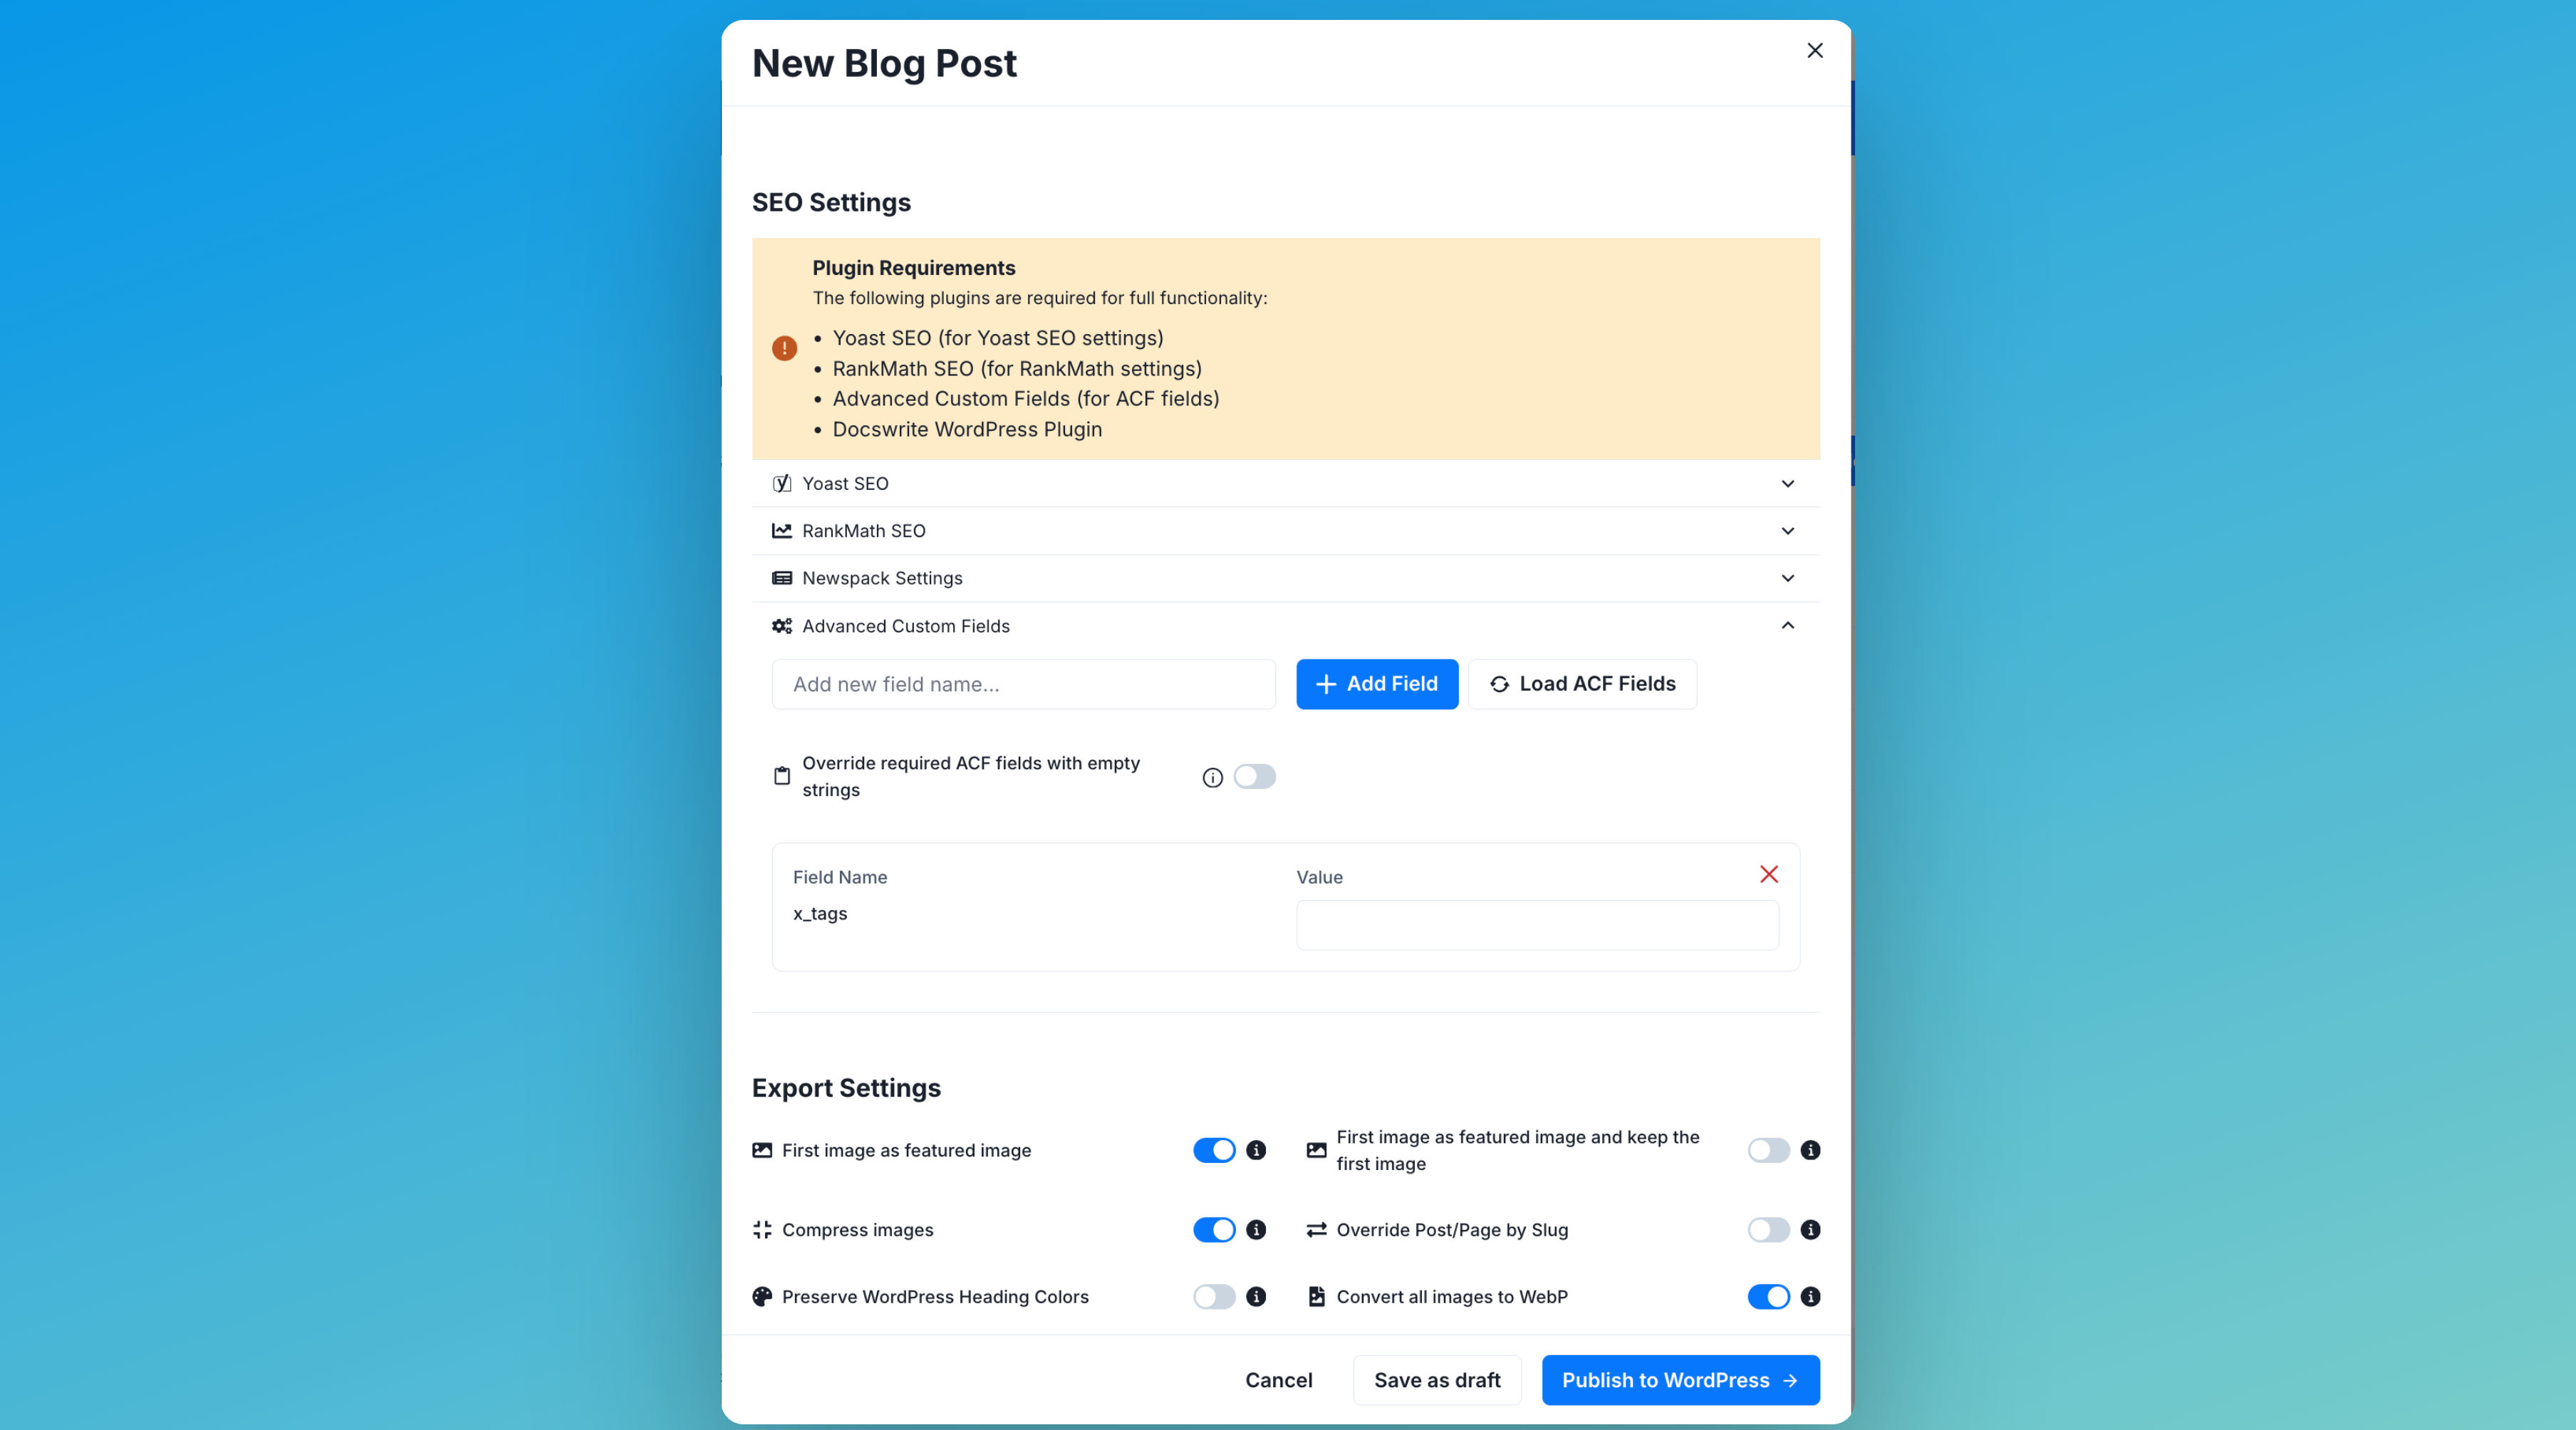 New Blog Post
SEO Settings
Plugin Requirements
The following plugins are required for full functionality:
• Yoast SEO (for Yoast SEO settings)
• RankMath SEO (for RankMath settings)
• Advanced Custom Fields (for ACF fields)
• Docswrite WordPress Plugin
Yoast SEO
RankMath SEO
Newspack Settings
Advanced Custom Fields
Add new field name...
Add Field
Load ACF Fields
Override required ACF fields with empty
strings
Field Name
Value
x_tags
Export Settings
First image as featured image
First image as featured image and keep the
first image
Compress images
Override Post/Page by Slug
Preserve WordPress Heading Colors
Convert all images to WebP
Cancel
Save as draft
Publish to WordPress